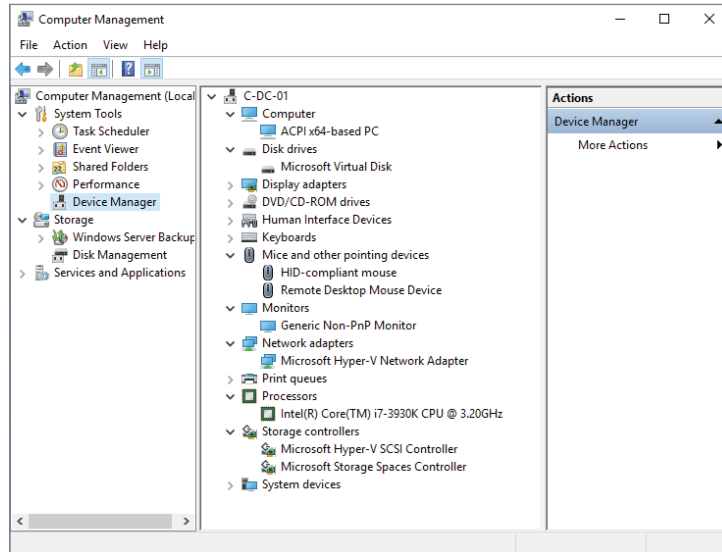 Computer Management
File Action View Help
Computer Management (Local
System Tools
Task Scheduler
Event Viewer
Shared Folders
Performance
Device Manager
Storage
Windows Server Backup
Disk Management
Services and Applications
C-DC-01
Computer
ACPI x64-based PC
Disk drives
Microsoft Virtual Disk
Display adapters
DVD/CD-ROM drives
Human Interface Devices
Keyboards
Mice and other pointing devices
HID-compliant mouse
Remote Desktop Mouse Device
Monitors
Generic Non-PnP Monitor
Network adapters
Microsoft Hyper-V Network Adapter
Print queues
Processors
Intel(R) Core(TM) i7-3930K CPU @ 3.20GHz
Storage controllers
Microsoft Hyper-V SCSI Controller
Microsoft Storage Spaces Controller
System devices
Actions
Device Manager
More Actions